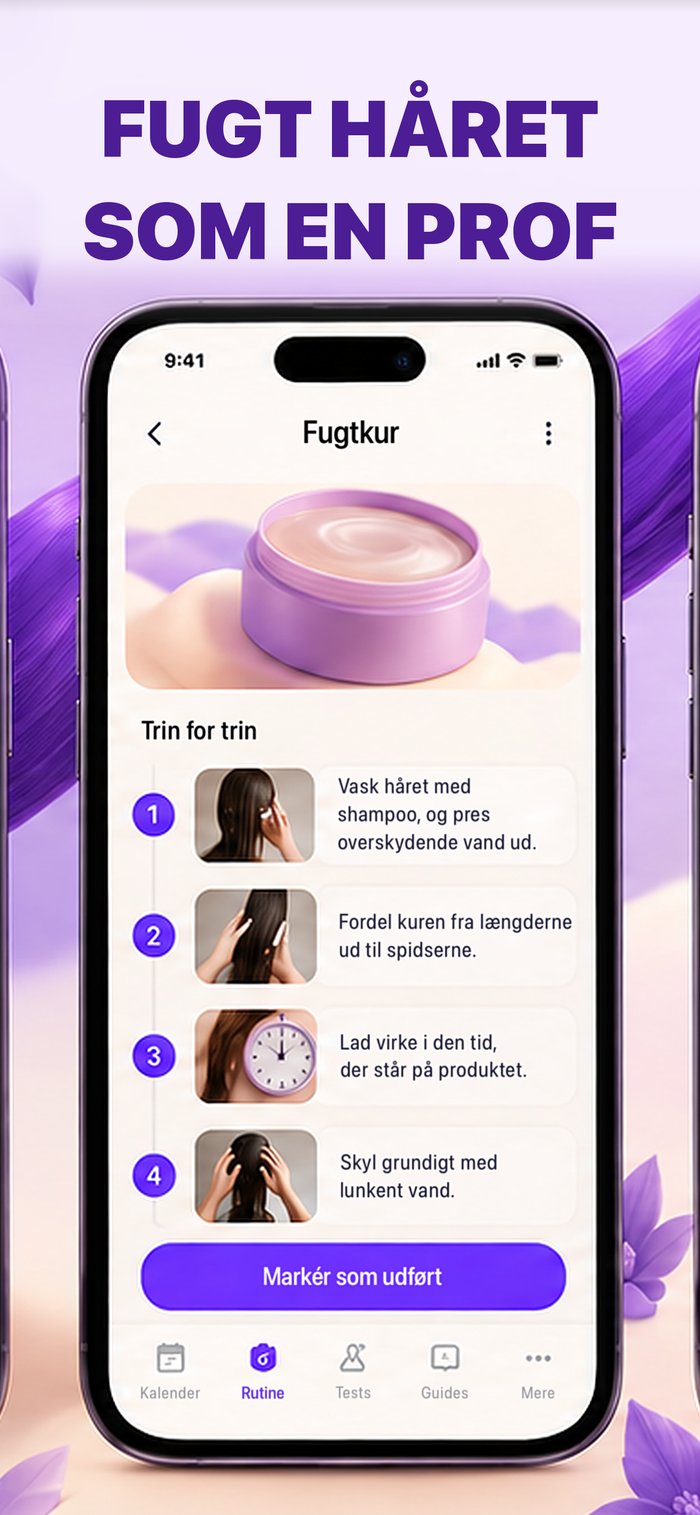 FUGT HÅRET
SOM EN PROF
9:41
Fugtkur
Trin for trin
1
Vask håret med
shampoo, og pres
overskydende vand ud.
2
Fordel kuren fra længderne
ud til spidserne.
3
Lad virke i den tid,
der står på produktet.
4
Skyl grundigt med
lunkent vand.
Markér som udført
Kalender
Rutine
Tests
Guides
Mere